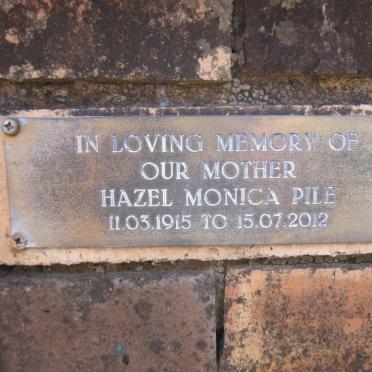 IN LOVING MEMORY OF
OUR MOTHER
HAZEL MONICA PILE
11.03.1915 TO 15.07.2012